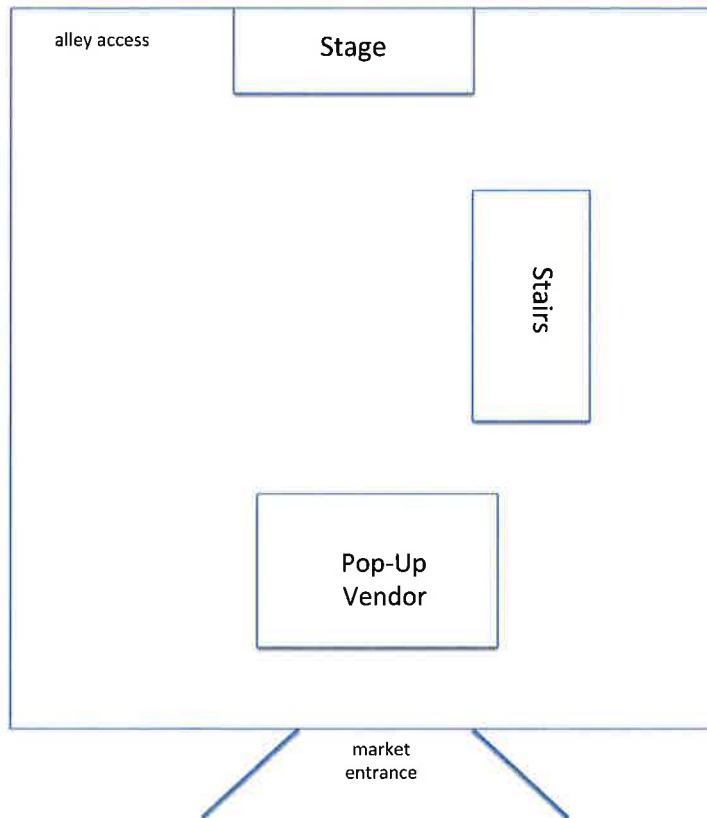 alley access
Stage
Stairs
Pop-Up
Vendor
market
entrance